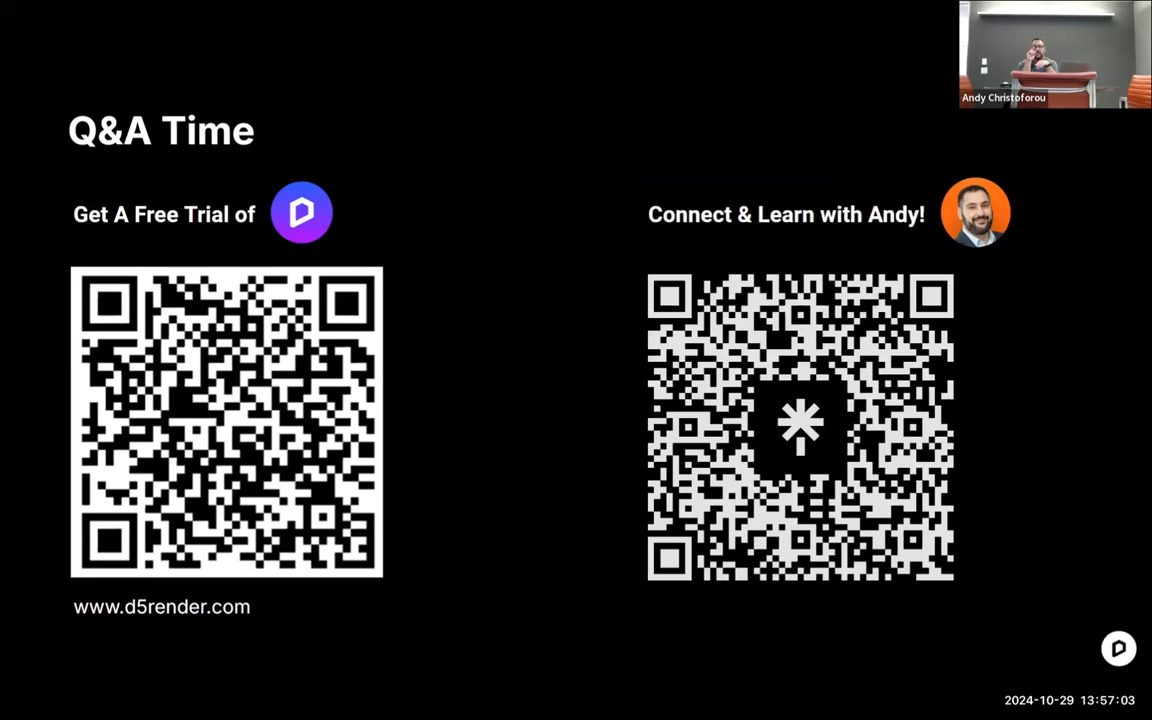 Andy Christoforou
Q&A Time
Get A Free Trial of
Connect & Learn with Andy!
www.d5render.com
2024-10-29 13:57:03